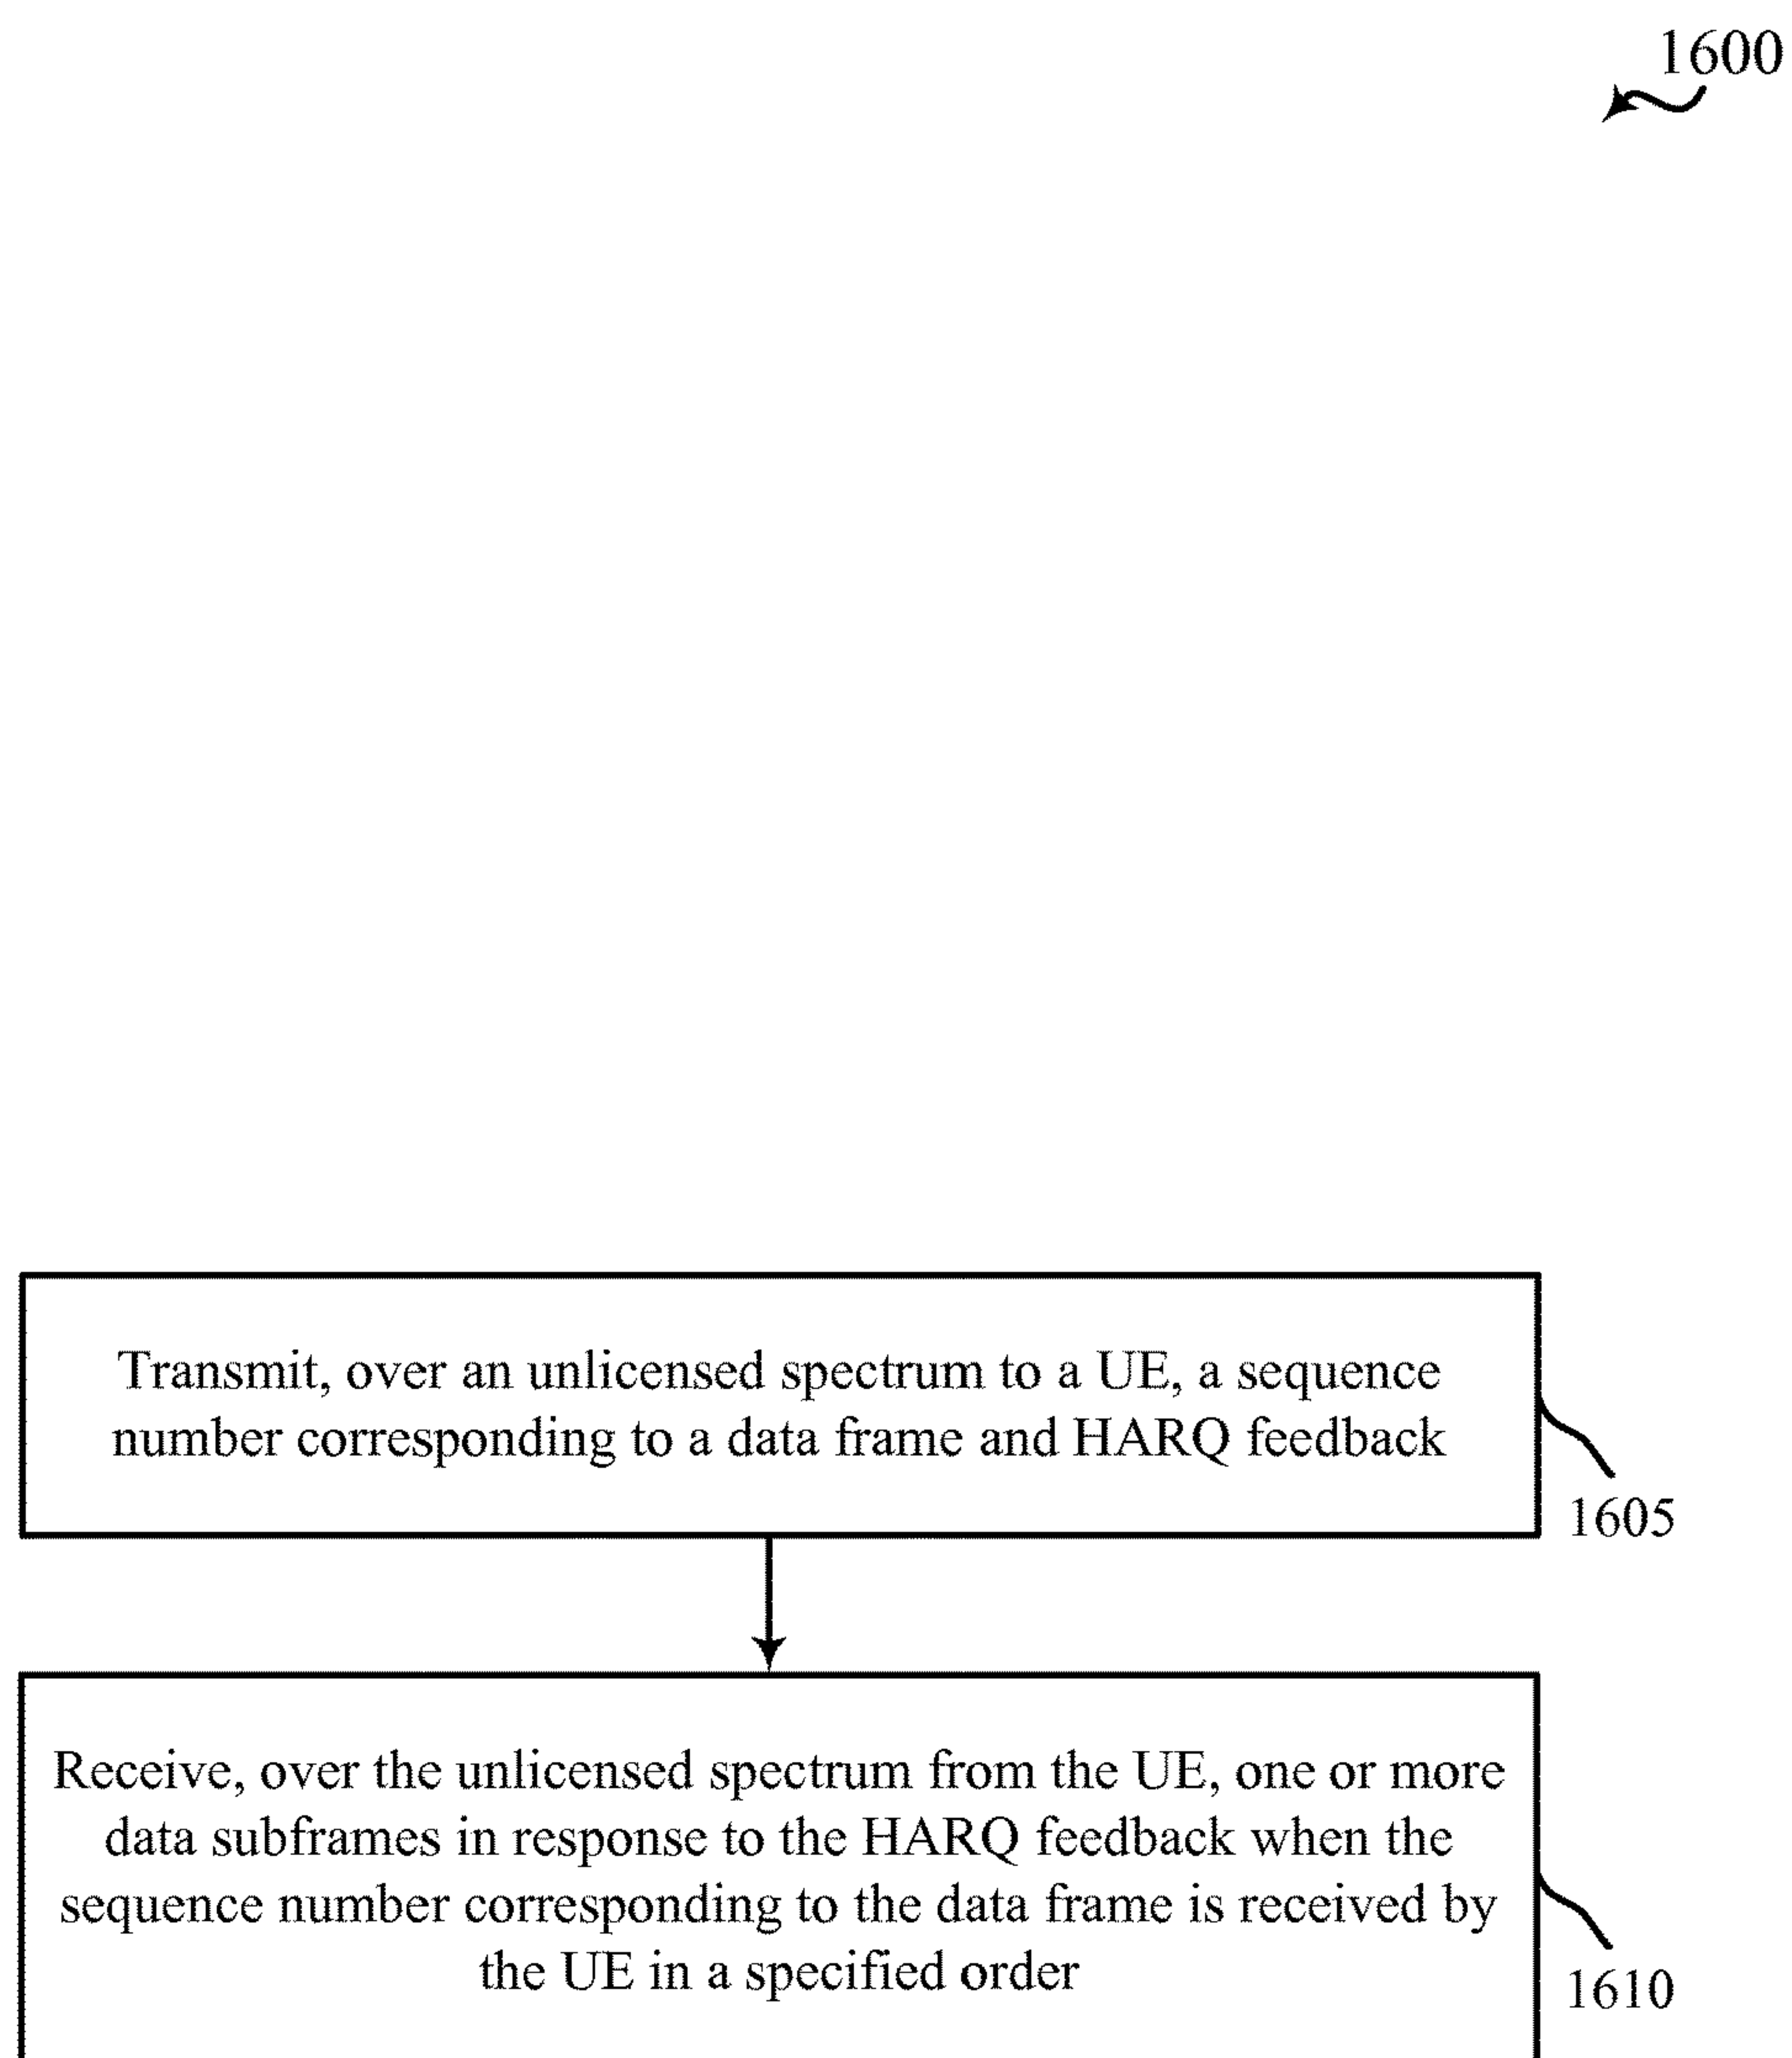 1600
Transmit, over an unlicensed spectrum to a UE, a sequence
number corresponding to a data frame and HARQ feedback
1605
Receive, over the unlicensed spectrum from the UE, one or more
data subframes in response to the HARQ feedback when the
sequence number corresponding to the data frame is received by
the UE in a specified order
1610